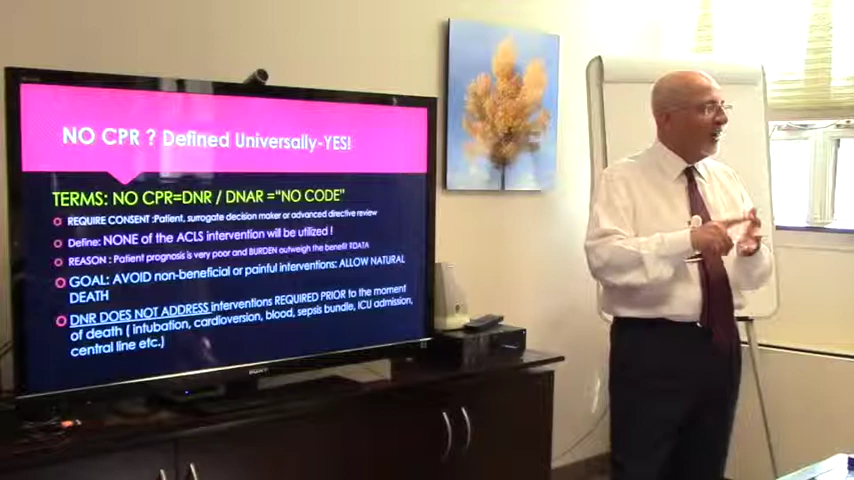 NO CPR ? Defined Universally-YES!
TERMS: NO CPR=DNR / DNAR ="NO CODE"
REQUIRE CONSENT :Patient, surrogate decision maker or advanced directive review
Define: NONE of the ACLS intervention will be utilized !
REASON : Patient prognosis is very poor and BURDEN outweigh the benefit TDATA
GOAL: AVOID non-beneficial or painful interventions: ALLOW NATURAL
DEATH
DNR DOES NOT ADDRESS interventions REQUIRED PRIOR to the moment
of death ( intubation, cardioversion, blood, sepsis bundle, ICU admission,
central line etc.)
SONY